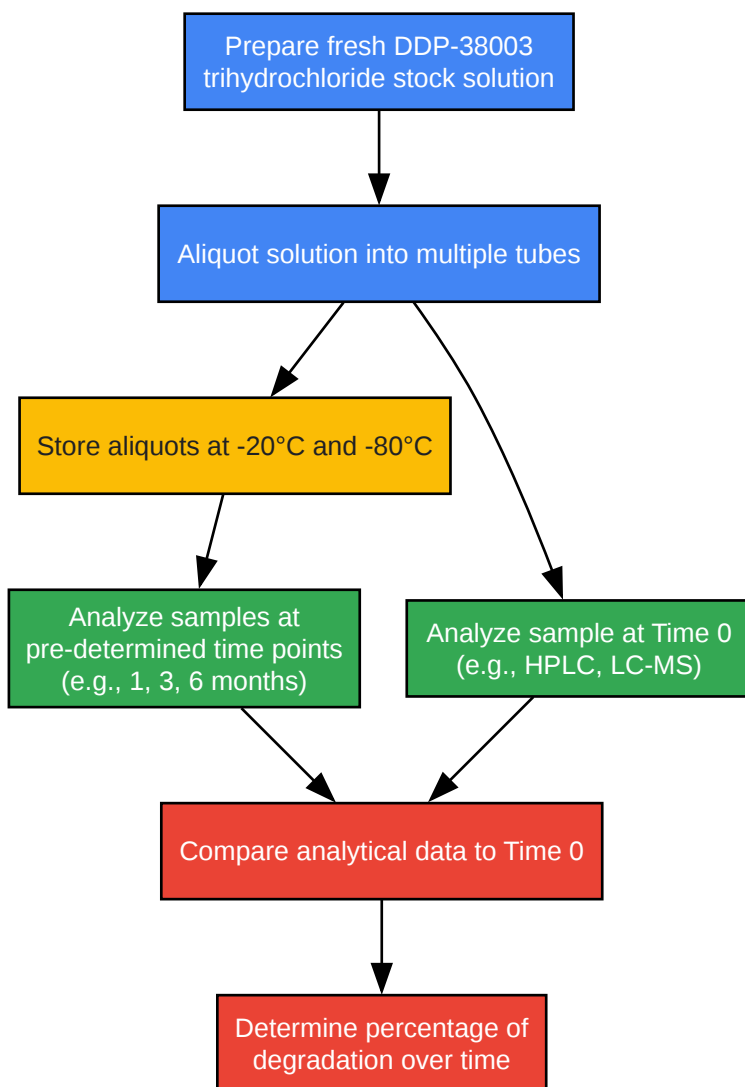 Prepare fresh DDP-38003
trihydrochloride stock solution
Aliquot solution into multiple tubes
Store aliquots at -20°C and -80°C
Analyze samples at
pre-determined time points
(e.g., 1, 3, 6 months)
Analyze sample at Time 0
(e.g., HPLC, LC-MS)
Compare analytical data to Time 0
Determine percentage of
degradation over time